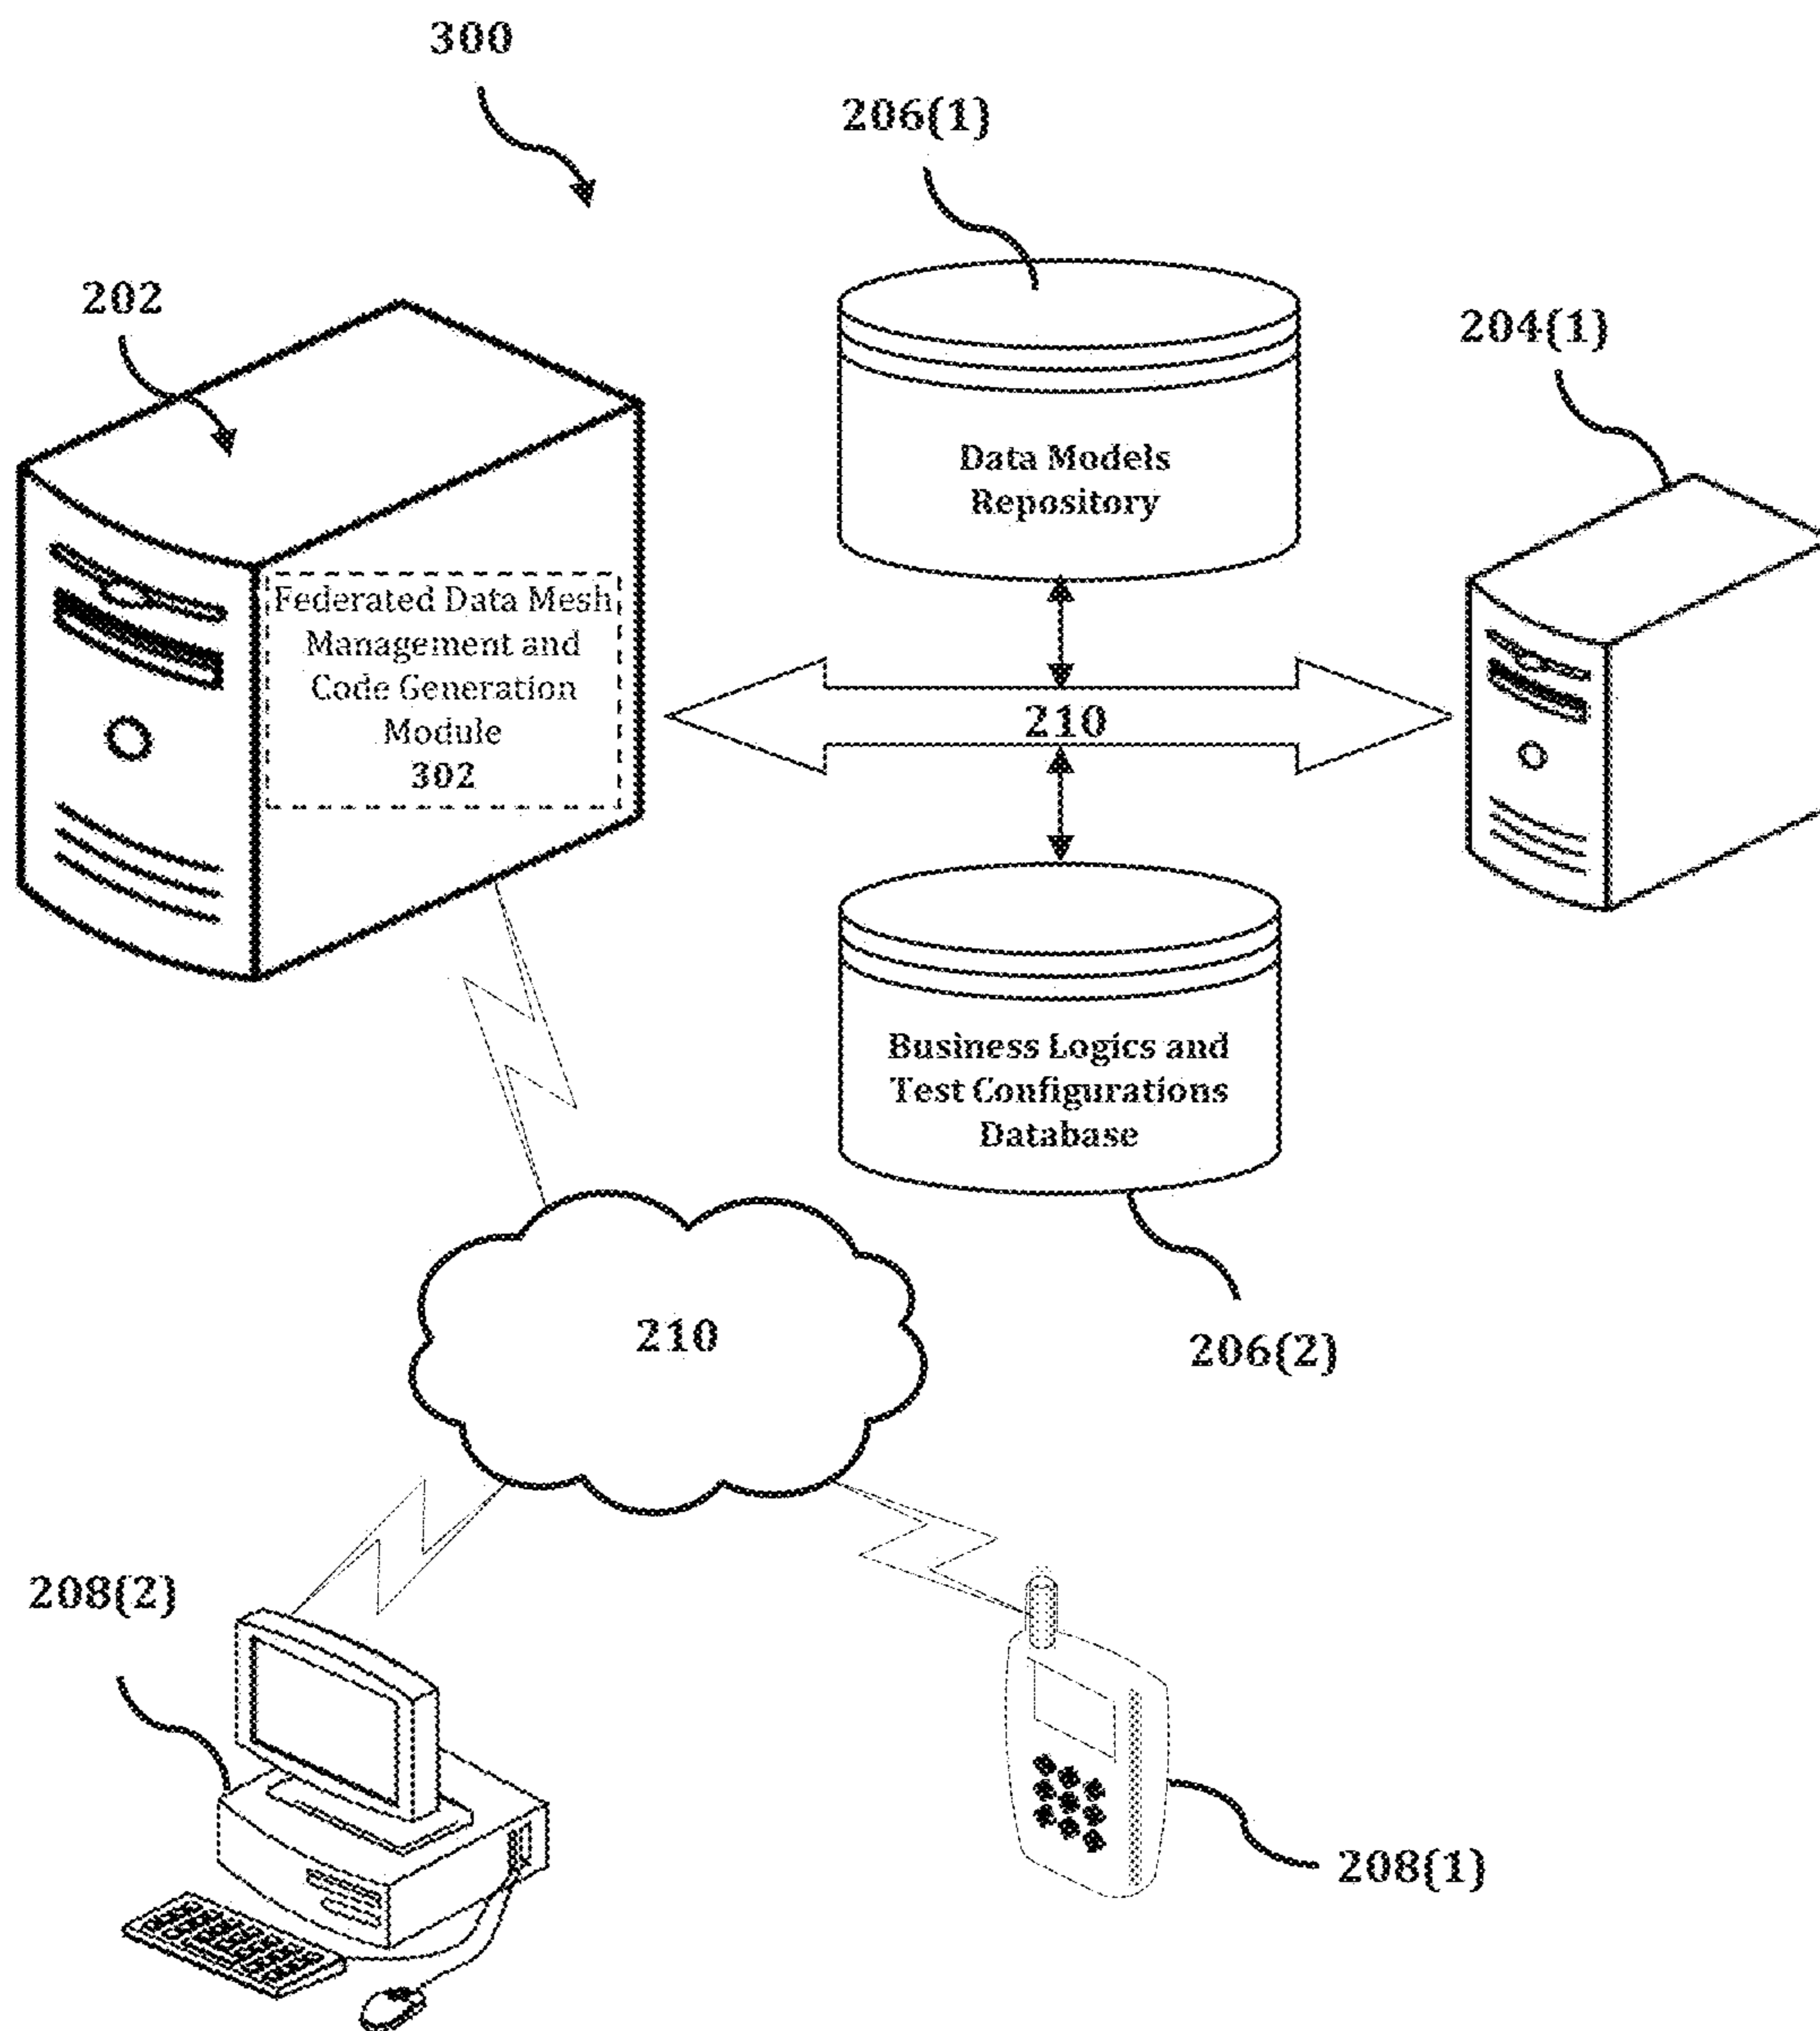 300
206(1)
202
204(1)
Data Models
Repository
Federated Data Mesh
Management and
Code Generation
Module
302
210
Business Logics and
Test Configurations
Database
210
206(2)
208(2)
208(1)